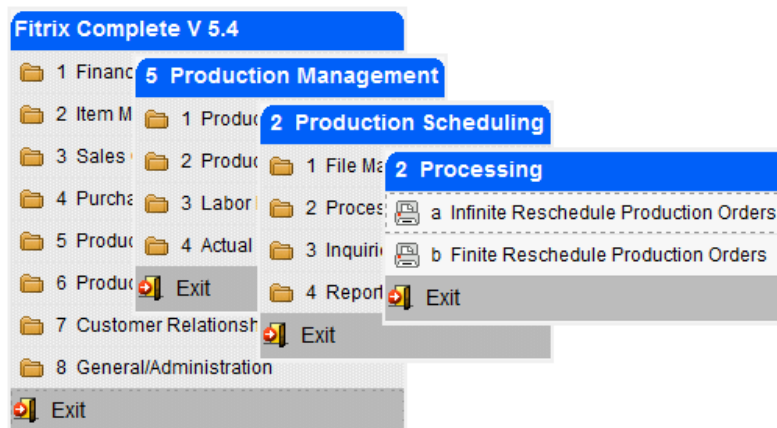 Fitrix Complete V 5.4
1 Financ
2 Item M
3 Sales
4 Purcha
5 Produc
6 Produc
7 Customer Relationsh
8 General/Administration
Exit
5 Production Management
1 Produc
2 Produc
3 Labor
4 Actual
Exit
2 Production Scheduling
1 File Ma
2 Proces
3 Inquiri
4 Report
Exit
2 Processing
a Infinite Reschedule Production Orders
b Finite Reschedule Production Orders
Exit